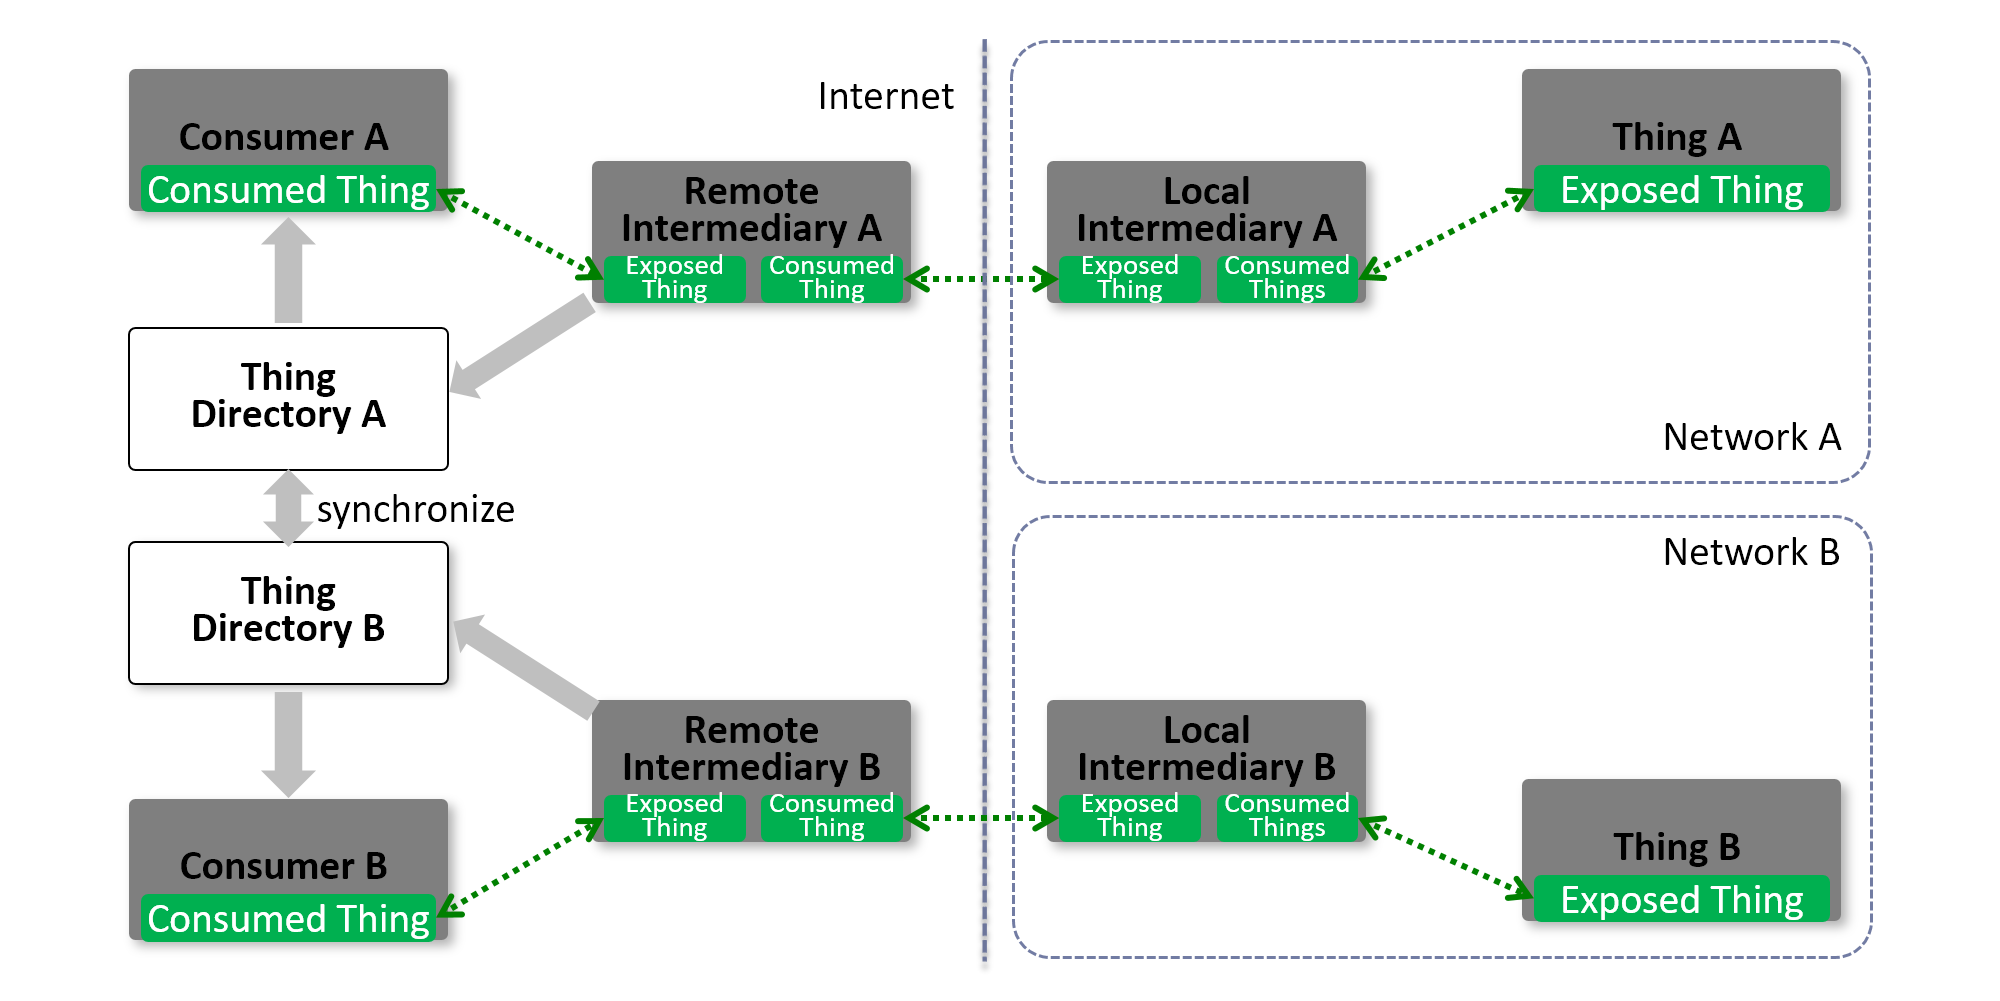 Internet
Consumer A
Consumed Thing
Remote
Intermediary A
Exposed
Thing
Consumed
Thing
Local
Intermediary A
Exposed
Thing
Consumed
Things
Thing A
Exposed Thing
Thing
Directory A
Network A
synchronize
Thing
Directory B
Network B
Remote
Intermediary B
Exposed
Thing
Consumed
Thing
Local
Intermediary B
Exposed
Thing
Consumed
Things
Thing B
Exposed Thing
Consumer B
Consumed Thing